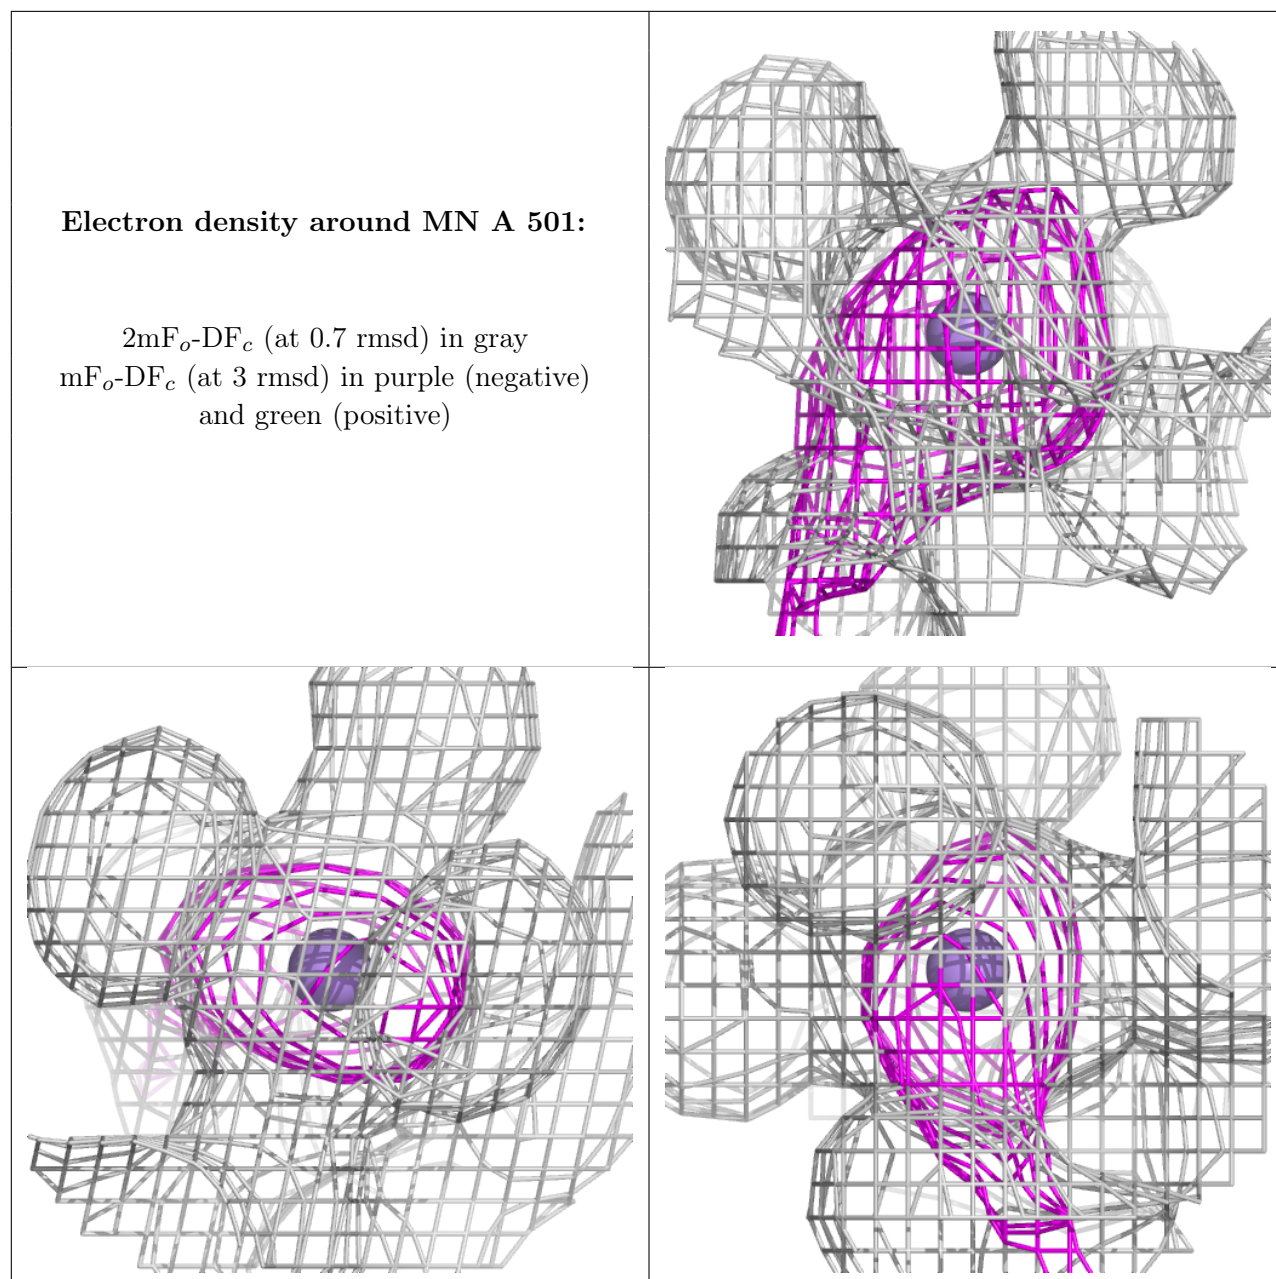 Electron density around MN A 501:
2mFo-DFc (at 0.7 rmsd) in gray
mFo-DFc (at 3 rmsd) in purple (negative)
and green (positive)